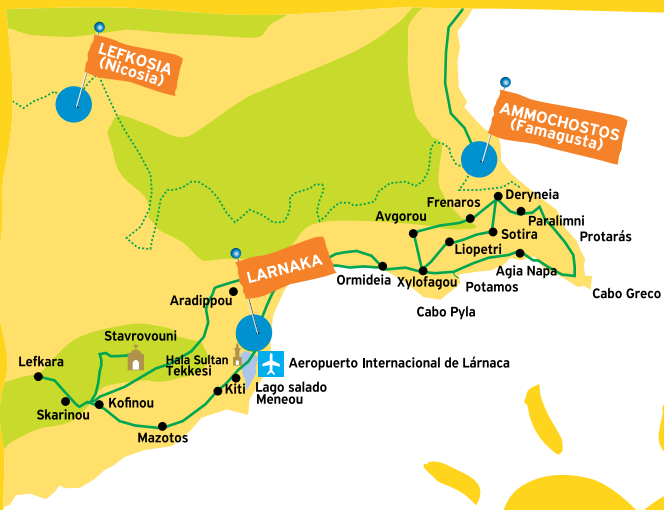 LEFKOSIA
(Nicosia)
AMMOCHOSTOS
(Famagusta)
Deryneia
Frenaros
Avgorou
Paralimni
Sotira
Protarás
Liopetri
LARNAKA
Agia Napa
Ormideia
Xylofagou
Potamos
Cabo Greco
Aradippou
Cabo Pyla
Stavrovouni
Lefkara
Hala Sultan
Tekkesi
Aeropuerto Internacional de Lárnaca
Kiti
Lago salado
Meneou
Skarinou
Kofinou
Mazotos